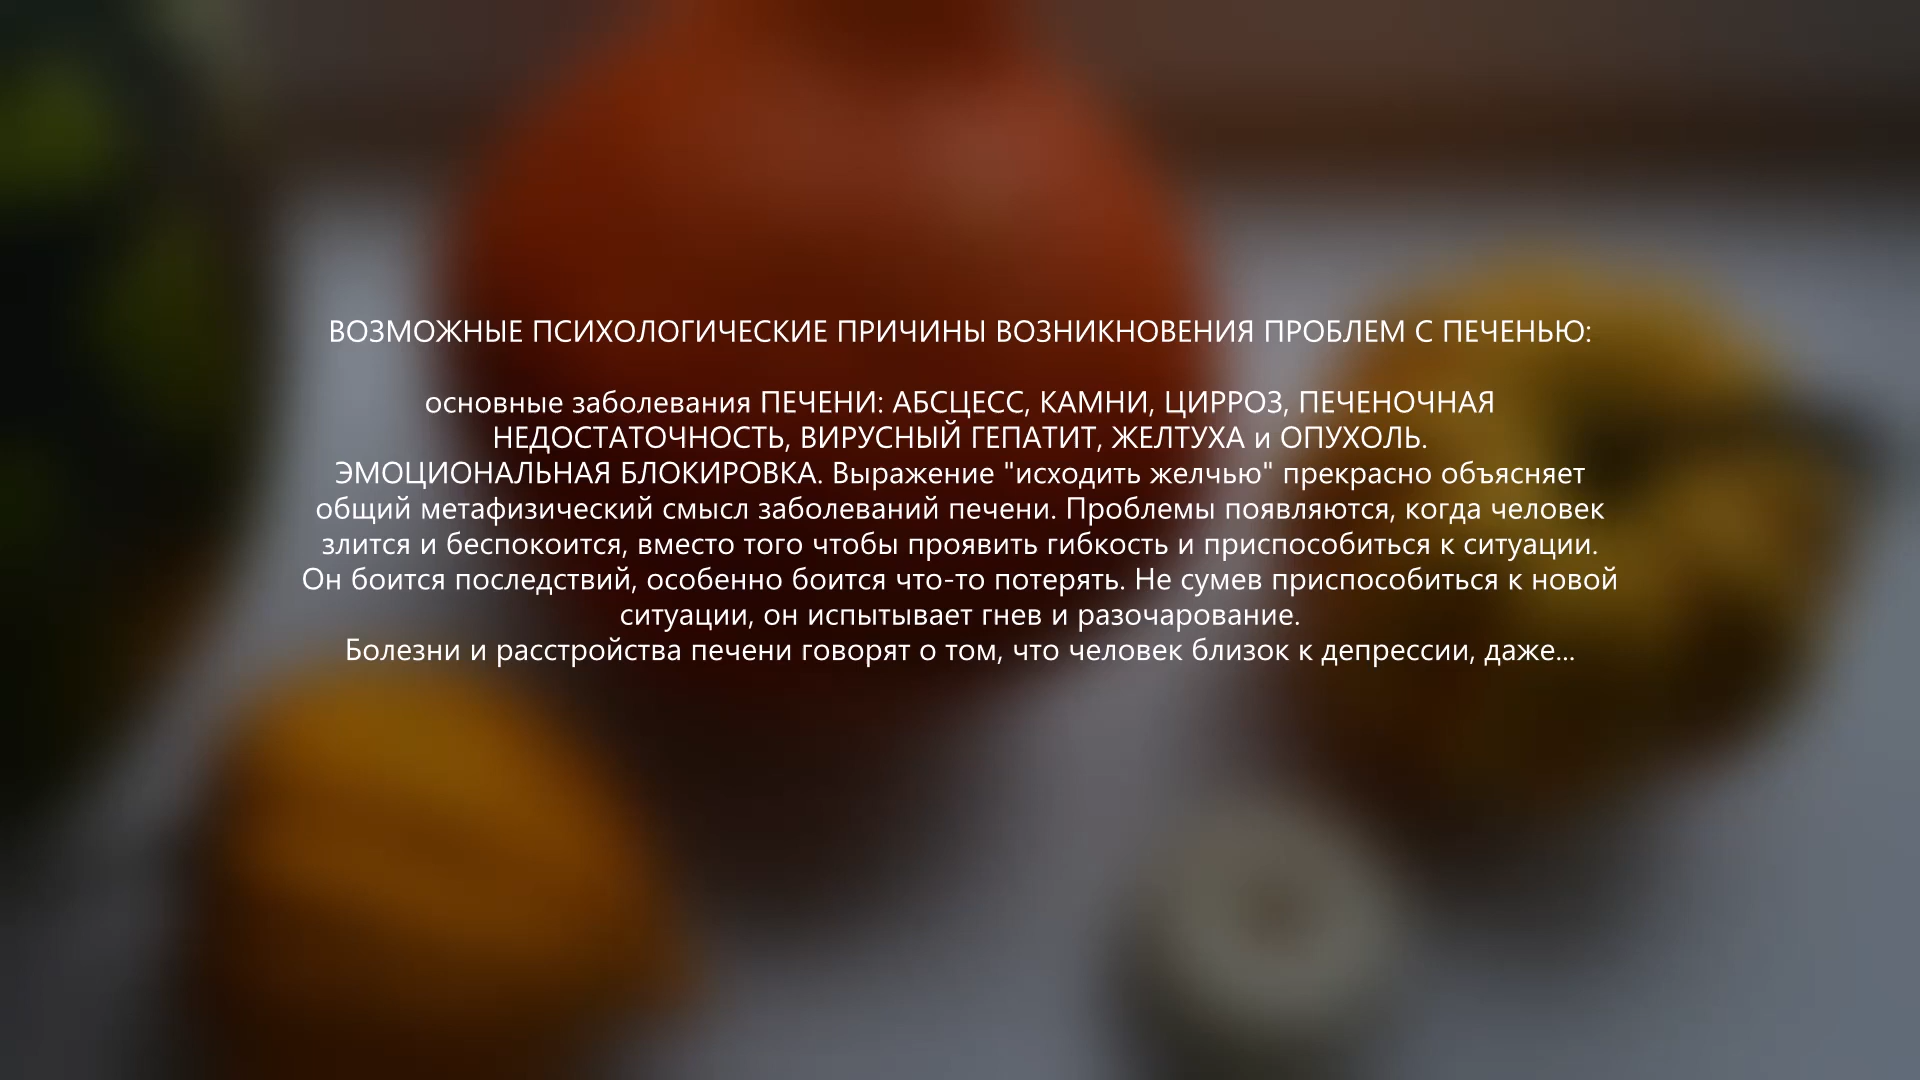 ВОЗМОЖНЫЕ ПСИХОЛОГИЧЕСКИЕ ПРИЧИНЫ ВОЗНИКНОВЕНИЯ ПРОБЛЕМ С ПЕЧЕНЬЮ:
основные заболевания ПЕЧЕНИ: АБСЦЕСС, КАМНИ, ЦИРРОЗ, ПЕЧЕНОЧНАЯ
НЕДОСТАТОЧНОСТЬ, ВИРУСНЫЙ ГЕПАТИТ, ЖЕЛТУХА и ОПУХОЛЬ.
ЭМОЦИОНАЛЬНАЯ БЛОКИРОВКА. Выражение "исходить желчью" прекрасно объясняет
общий метафизический смысл заболеваний печени. Проблемы появляются, когда человек
злится и беспокоится, вместо того чтобы проявить гибкость и приспособиться к ситуации.
Он боится последствий, особенно боится что-то потерять. Не сумев приспособиться к новой
ситуации, он испытывает гнев и разочарование.
Болезни и расстройства печени говорят о том, что человек близок к депрессии, даже...